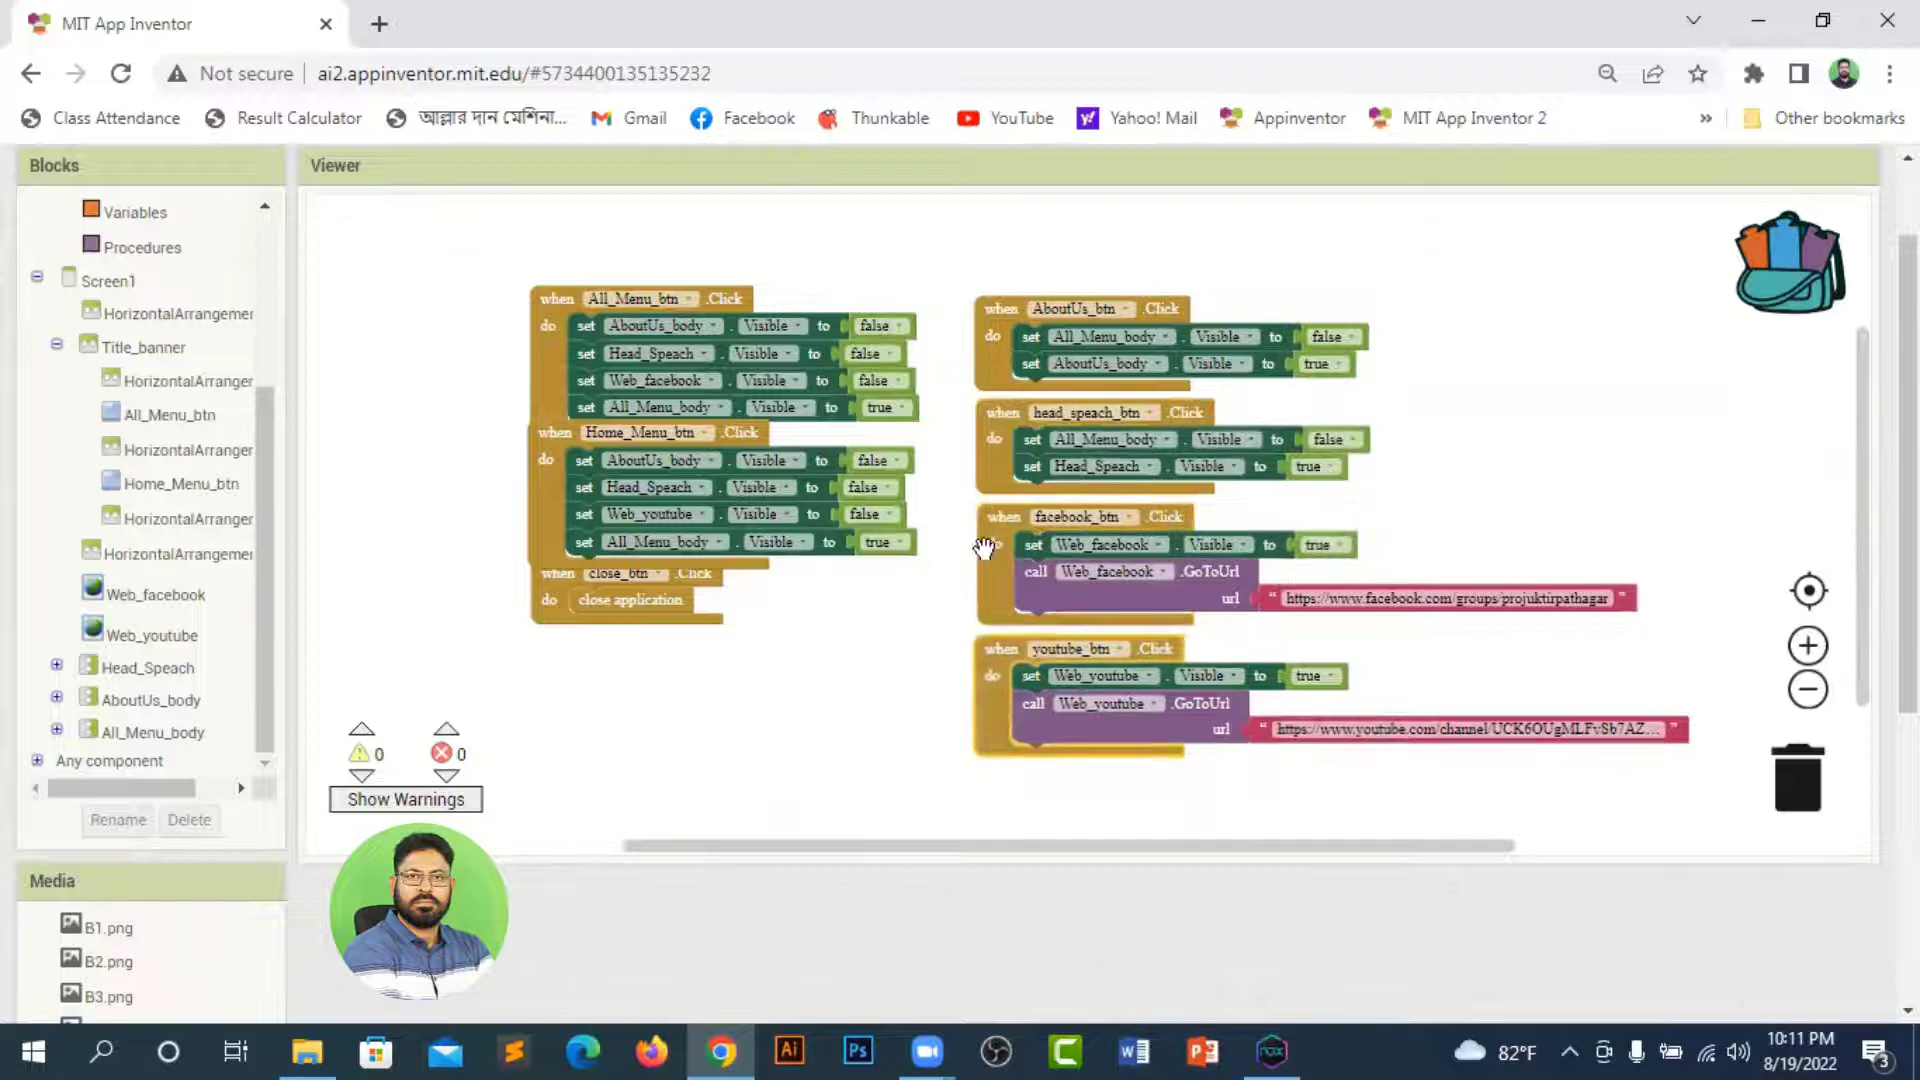 MIT App Inventor
Not secure ai2.appinventor.mit.edu/#5734400135135232
Class Attendance Result Calculator আল্লার দান মেশিনা... Gmail Facebook Thunkable YouTube Yahoo! Mail Appinventor MIT App Inventor 2 » Other bookmarks
Blocks
Variables
Procedures
Screen1
HorizontalArrangemer
Title_banner
HorizontalArranger
All_Menu_btn
HorizontalArranger
Home_Menu_btn
HorizontalArranger
HorizontalArrangemer
Web_facebook
Web_youtube
Head_Speach
AboutUs_body
All_Menu_body
Any component
Rename Delete
Media
B1.png
B2.png
B3.png
Viewer
when All_Menu_btn .Click
do set AboutUs_body . Visible to false
set Head_Speach . Visible to false
set Web_facebook . Visible to false
set All_Menu_body . Visible to true
when Home_Menu_btn .Click
do set AboutUs_body . Visible to false
set Head_Speach . Visible to false
set Web_youtube . Visible to false
set All_Menu_body . Visible to true
when close_btn .Click
do close application
when AboutUs_btn .Click
do set All_Menu_body . Visible to false
set AboutUs_body . Visible to true
when head_speach_btn .Click
do set All_Menu_body . Visible to false
set Head_Speach . Visible to true
when facebook_btn .Click
set Web_facebook . Visible to true
call Web_facebook .GoToUrl
url “ https://www.facebook.com/groups/projuktirpathagar ”
when youtube_btn .Click
do set Web_youtube . Visible to true
call Web_youtube .GoToUrl
url “ https://www.youtube.com/channel/UCK6OUgMLFvSb7AZ... ”
0 0
Show Warnings
Ai Ps
nox
82°F
10:11 PM
8/19/2022
3